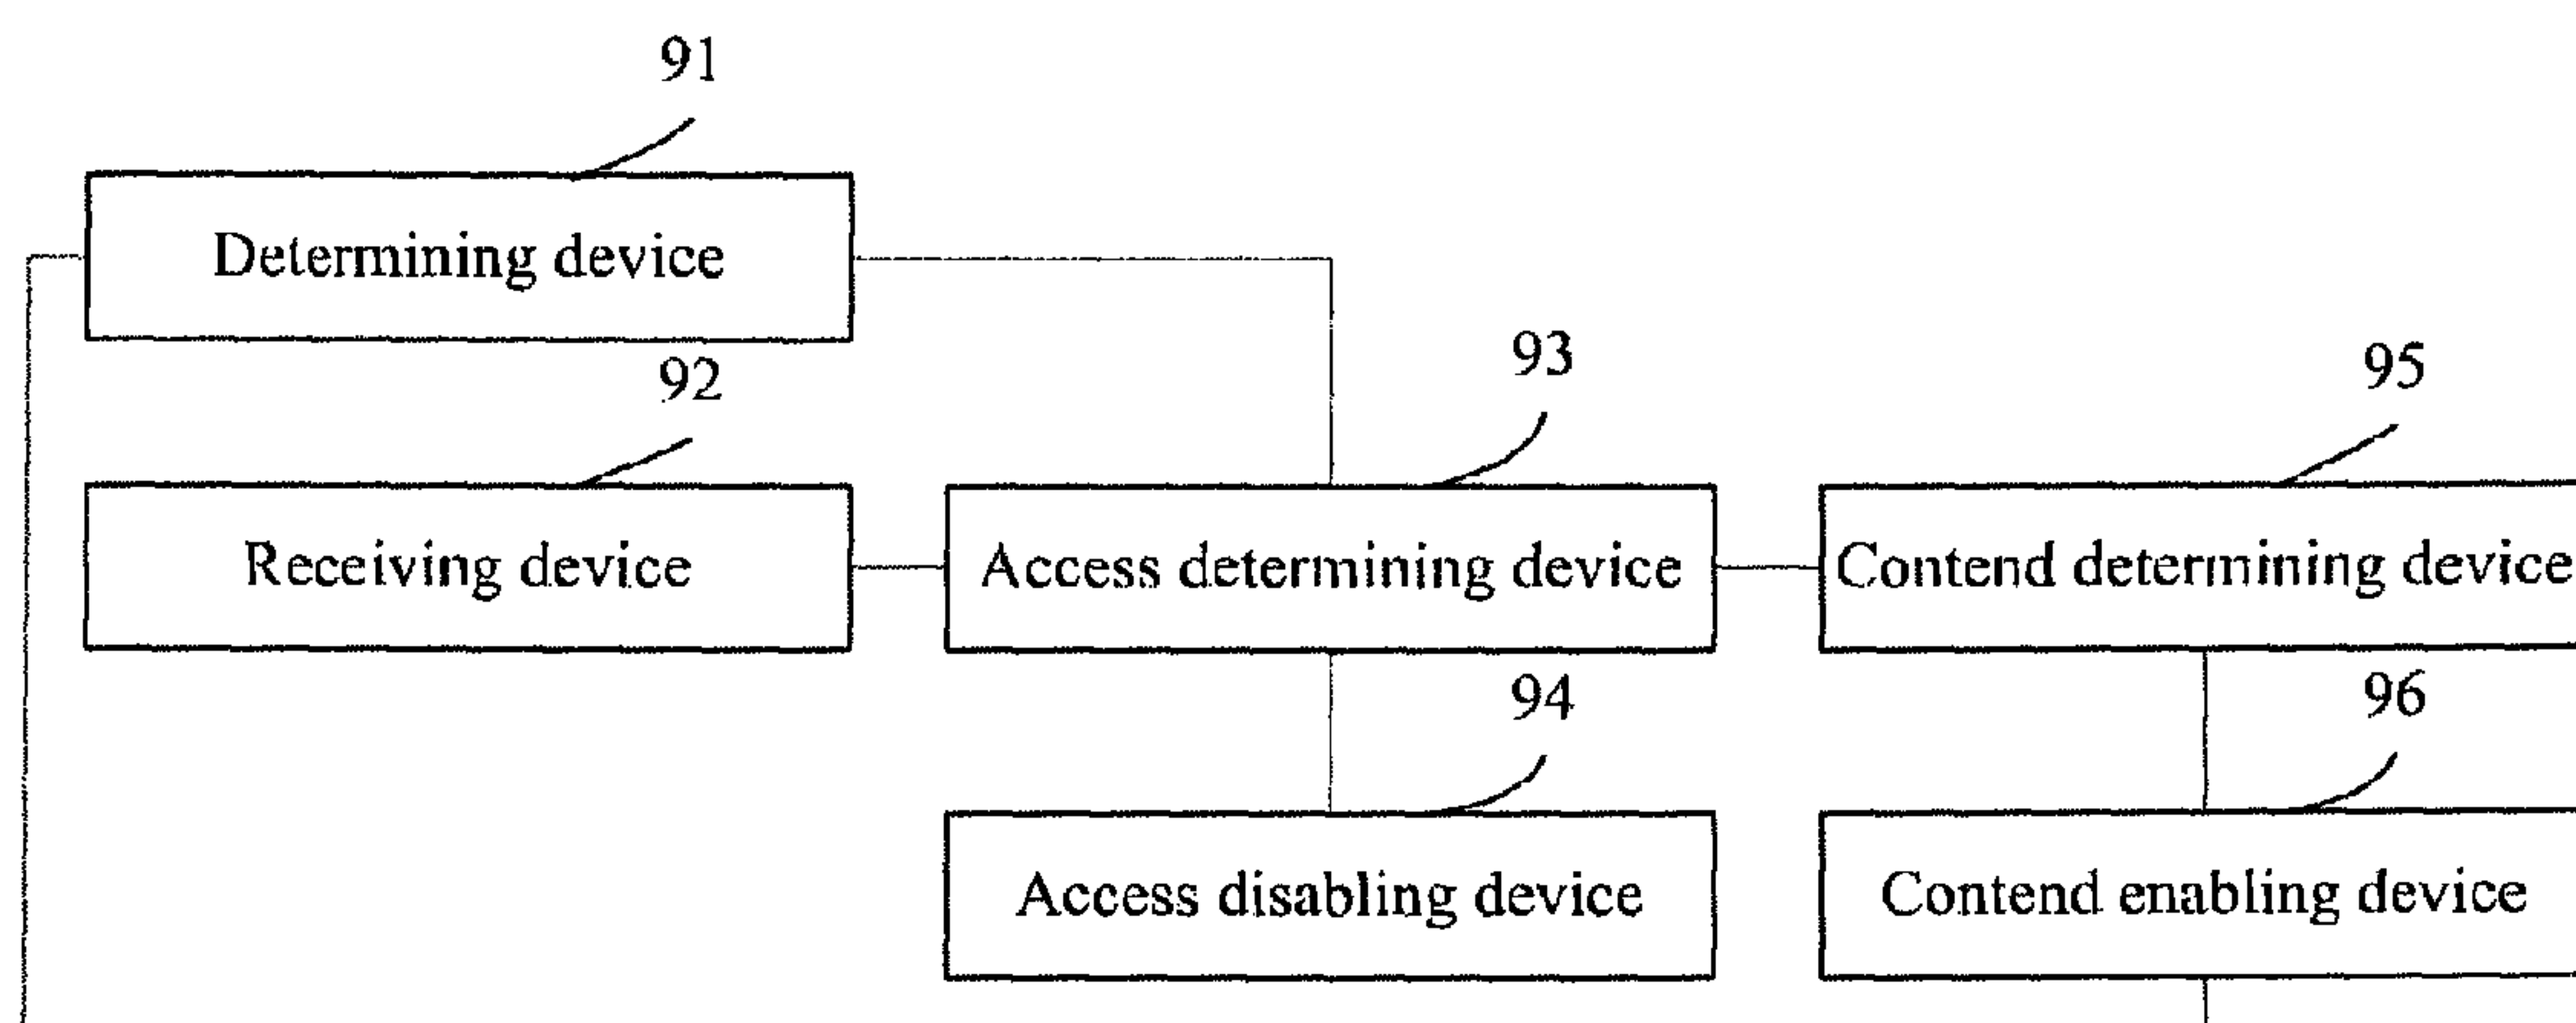 91
Determining device
92
93
95
Receiving device
Access determining device
Contend determining device
94
96
Access disabling device
Contend enabling device